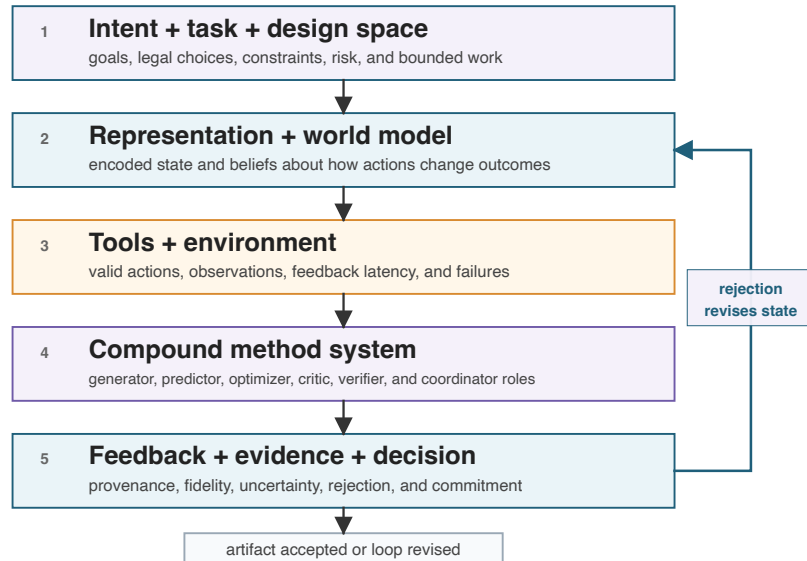 1 Intent + task + design space
goals, legal choices, constraints, risk, and bounded work
2 Representation + world model
encoded state and beliefs about how actions change outcomes
3 Tools + environment
valid actions, observations, feedback latency, and failures
rejection
revises state
4 Compound method system
generator, predictor, optimizer, critic, verifier, and coordinator roles
5 Feedback + evidence + decision
provenance, fidelity, uncertainty, rejection, and commitment
artifact accepted or loop revised